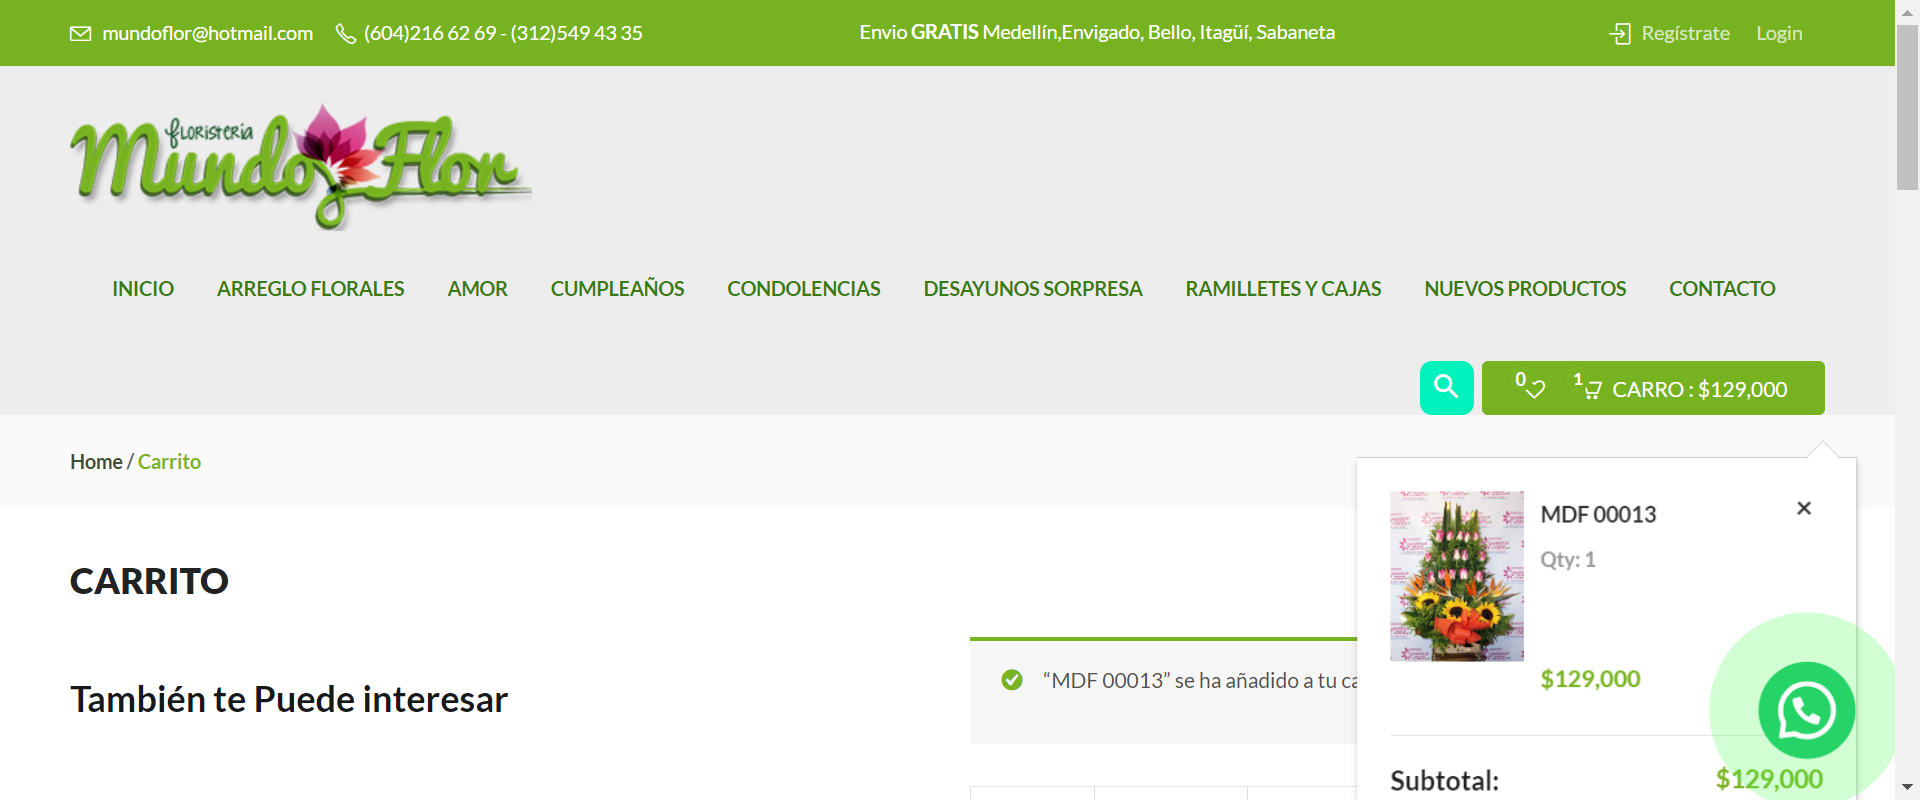 mundoflor@hotmail.com (604)216 62 69 - (312)549 43 35 Envio GRATIS Medellín,Envigado, Bello, Itagüí, Sabaneta Regístrate Login
FLORISTERIA
Mundo Flor
INICIO ARREGLO FLORALES AMOR CUMPLEAÑOS CONDOLENCIAS DESAYUNOS SORPRESA RAMILLETES Y CAJAS NUEVOS PRODUCTOS CONTACTO
0 1 CARRO : $129,000
Home / Carrito
MDF 00013 ×
Qty: 1
$129,000
Subtotal: $129,000
CARRITO
También te Puede interesar
“MDF 00013” se ha añadido a tu ca